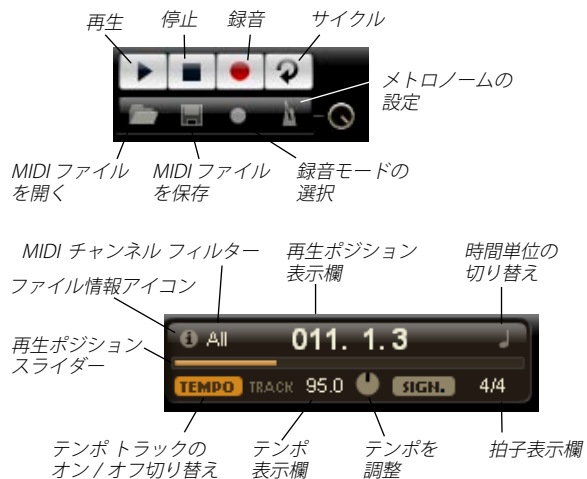 再生
停止
録音
サイクル
メトロノームの
設定
MIDI ファイル
を開く
MIDI ファイル
を保存
録音モードの
選択
MIDI チャンネル フィルター
再生ポジション
表示欄
時間単位の
切り替え
ファイル情報アイコン
再生ポジション
スライダー
All
011. 1. 3
TEMPO TRACK 95.0 SIGN. 4/4
テンポ トラックの
オン / オフ切り替え
テンポ
表示欄
テンポを
調整
拍子表示欄